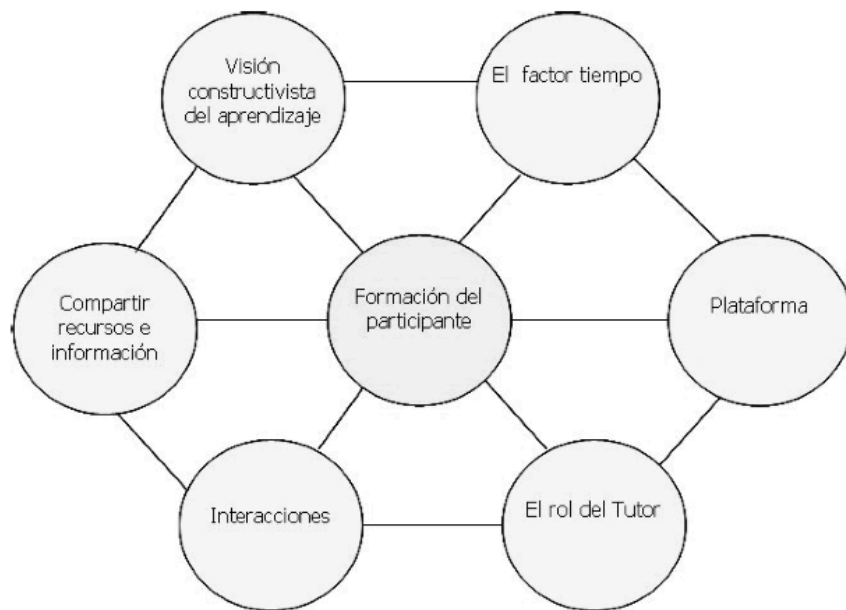 Visión
constructivista
del aprendizaje
El factor tiempo
Compartir
recursos e
información
Formación del
participante
Plataforma
Interacciones
El rol del Tutor